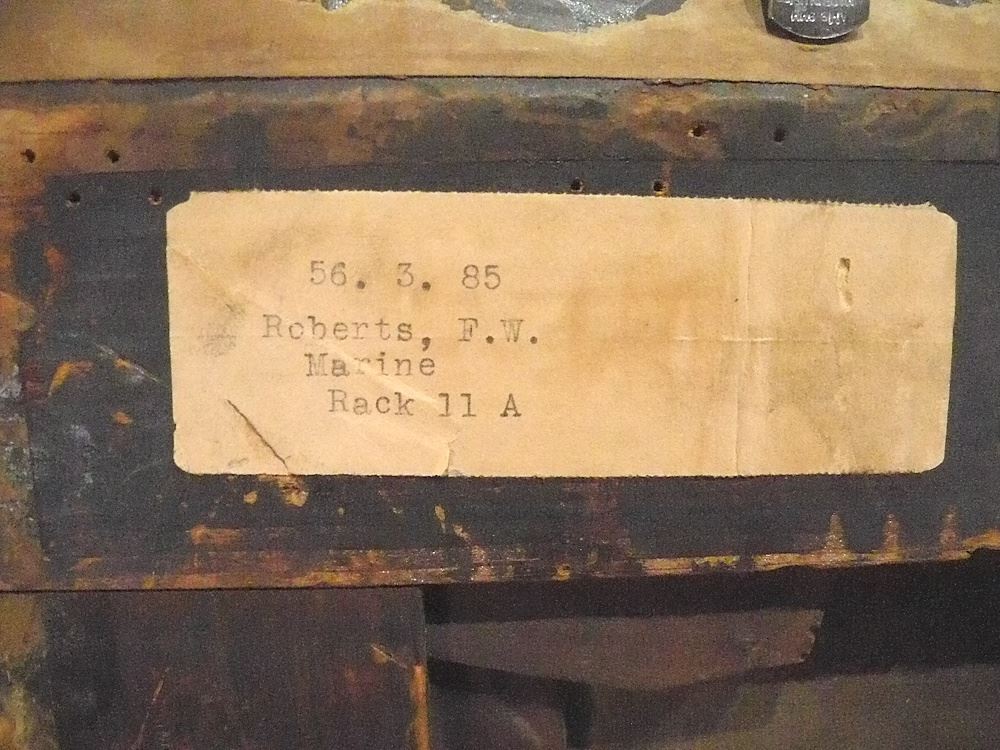 56. 3. 85
Roberts, F.W.
Marine
Rack 11 A